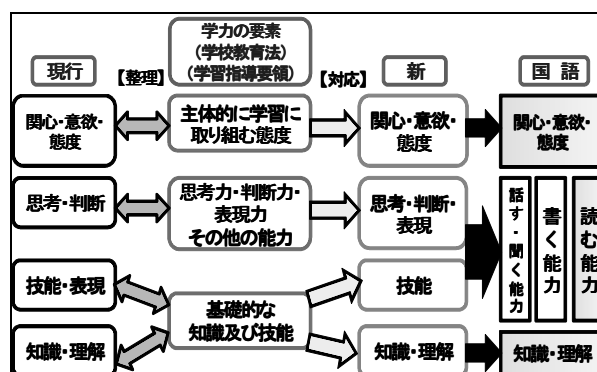 学力の要素
(学校教育法)
(学習指導要領)
現行
【整理】
【対応】
新
国語
関心・意欲・
態度
主体的に学習に
取り組む態度
関心・意欲・
態度
関心・意欲・
態度
思考・判断
思考力・判断力・
表現力
その他の能力
思考・判断・
表現
話す・聞く能力
書く能力
読む能力
技能・表現
基礎的な
知識及び技能
技能
知識・理解
知識・理解
知識・理解